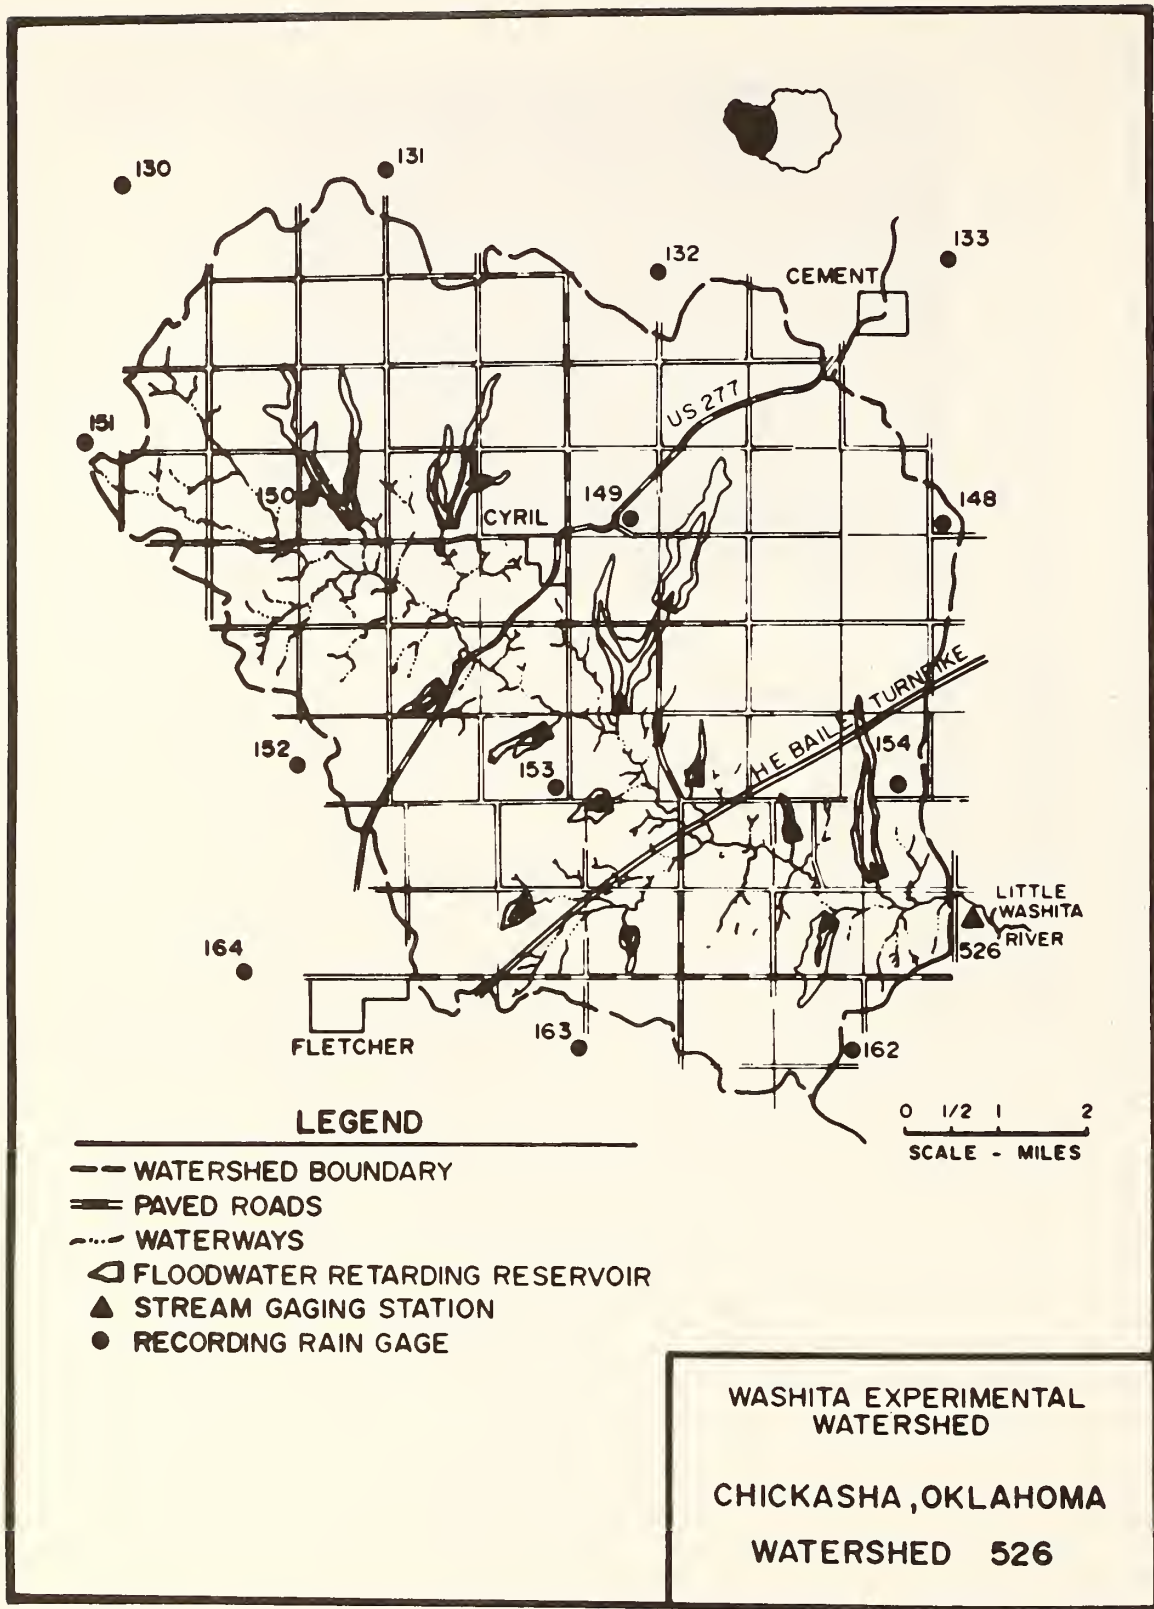 130
131
132
133
CEMENT
US 277
151
150
149
148
CYRIL
H E BAILEY TURNPIKE
152
153
154
LITTLE
WASHITA
RIVER
526
164
FLETCHER
163
162
0 1/2 1 2
SCALE - MILES
LEGEND
WATERSHED BOUNDARY
PAVED ROADS
WATERWAYS
FLOODWATER RETARDING RESERVOIR
STREAM GAGING STATION
RECORDING RAIN GAGE
WASHITA EXPERIMENTAL
WATERSHED
CHICKASHA, OKLAHOMA
WATERSHED 526